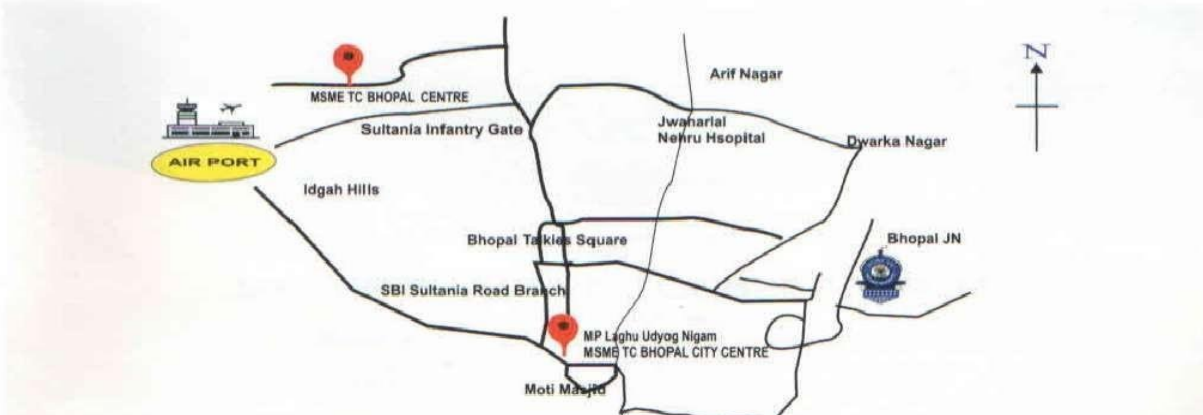 N
Arif Nagar
MSME TC BHOPAL CENTRE
Sultania Infantry Gate
Jwaharlal
Nehru Hsopital
Dwarka Nagar
AIR PORT
Idgah Hills
Bhopal Talkies Square
Bhopal JN
SBI Sultania Road Branch
MP Laghu Udyog Nigam
MSME TC BHOPAL CITY CENTRE
Moti Masjid